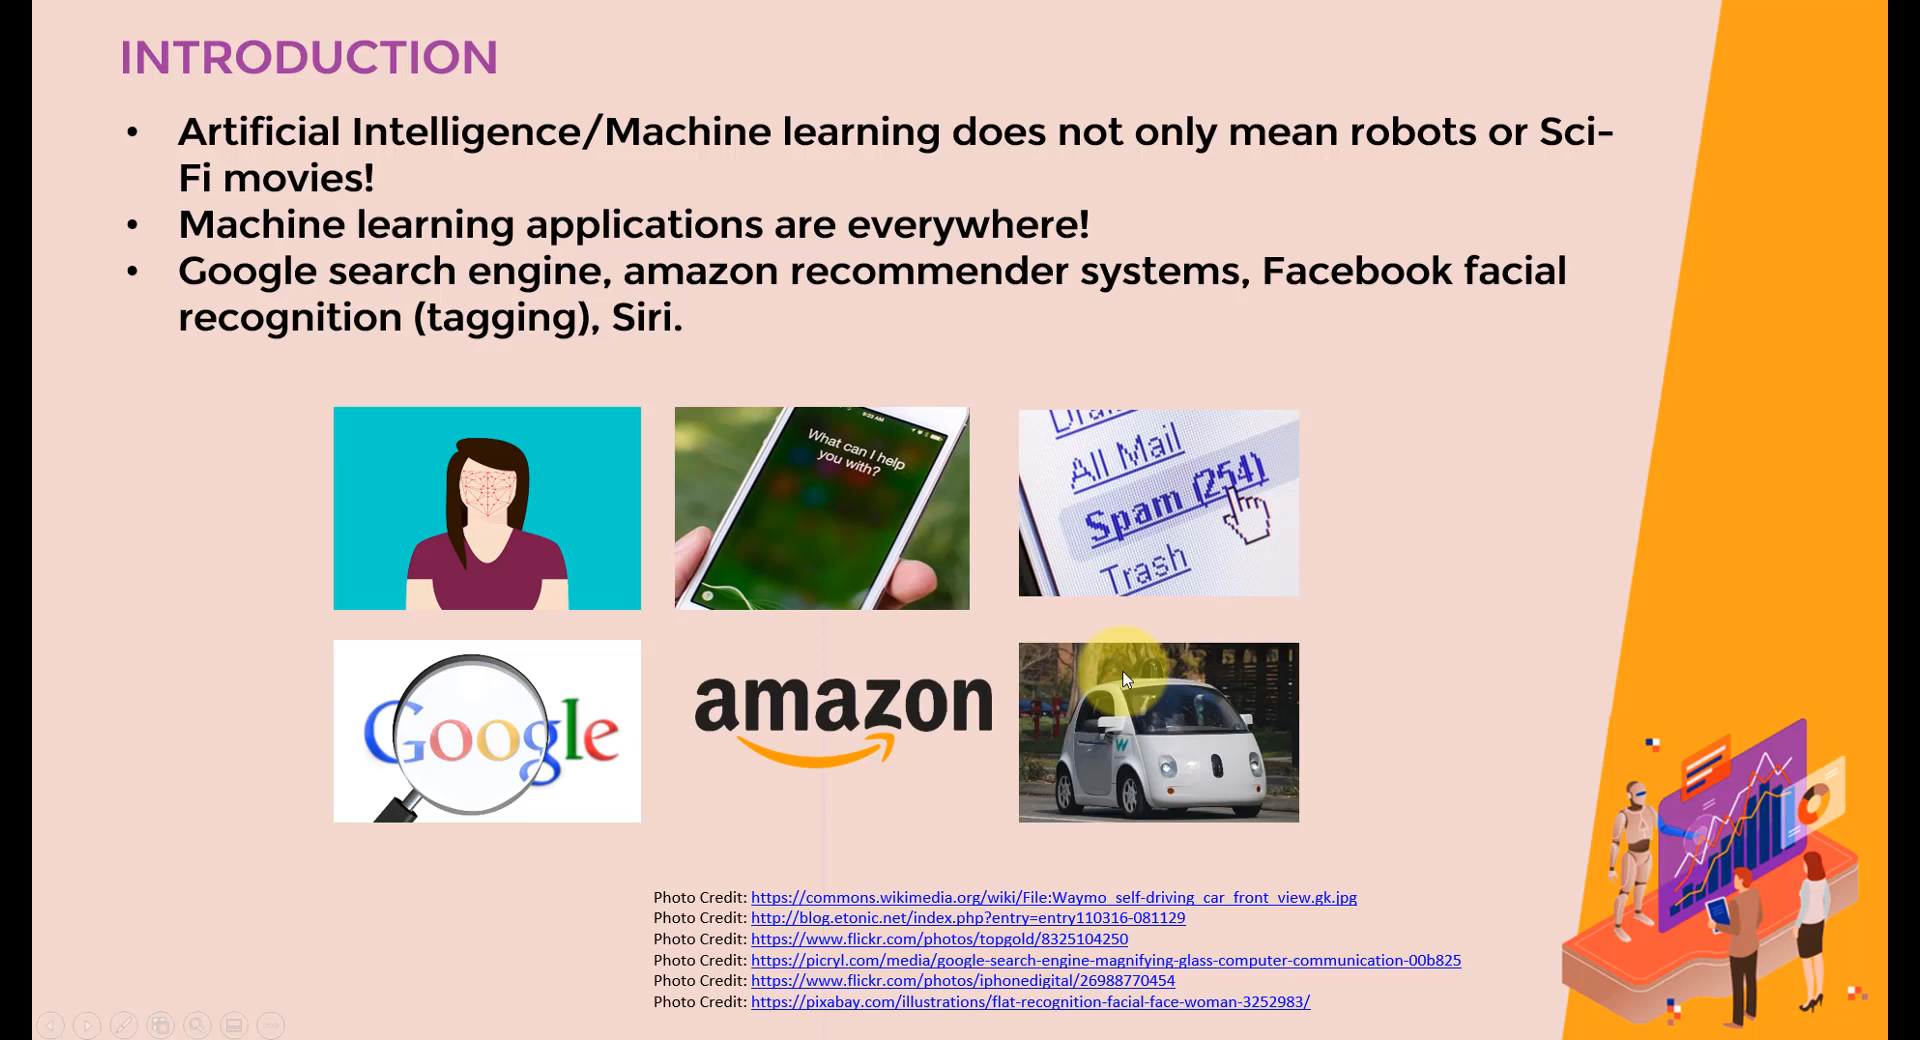 INTRODUCTION
• Artificial Intelligence/Machine learning does not only mean robots or Sci-
Fi movies!
• Machine learning applications are everywhere!
• Google search engine, amazon recommender systems, Facebook facial
recognition (tagging), Siri.
9:23 AM
What can I help
you with?
All Mail
Spam (254)
Trash
Google
amazon
W
Photo Credit: https://commons.wikimedia.org/wiki/File:Waymo_self-driving_car_front_view.gk.jpg
Photo Credit: http://blog.etonic.net/index.php?entry=entry110316-081129
Photo Credit: https://www.flickr.com/photos/topgold/8325104250
Photo Credit: https://picryl.com/media/google-search-engine-magnifying-glass-computer-communication-00b825
Photo Credit: https://www.flickr.com/photos/iphonedigital/26988770454
Photo Credit: https://pixabay.com/illustrations/flat-recognition-facial-face-woman-3252983/